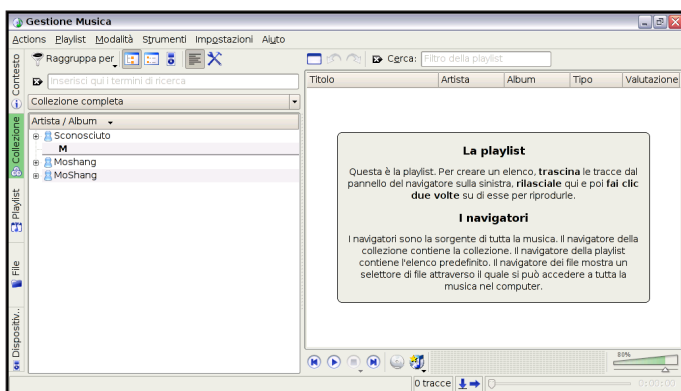 Gestione Musica
Actions Playlist Modalità Strumenti Impostazioni Aiuto
Contesto
Collezione
Playlist
File
Dispositiv..
Raggruppa per
Inserisci qui i termini di ricerca
Collezione completa
Artista / Album
Sconosciuto
M
Moshang
MoShang
Cerca: Filtro della playlist
Titolo Artista Album Tipo Valutazione
La playlist
Questa è la playlist. Per creare un elenco, trascina le tracce dal
pannello del navigatore sulla sinistra, rilasciale qui e poi fai clic
due volte su di esse per riprodurle.
I navigatori
I navigatori sono la sorgente di tutta la musica. Il navigatore della
collezione contiene la collezione. Il navigatore della playlist
contiene l'elenco predefinito. Il navigatore dei file mostra un
selettore di file attraverso il quale si può accedere a tutta la
musica nel computer.
80%
0 tracce 0:00:00